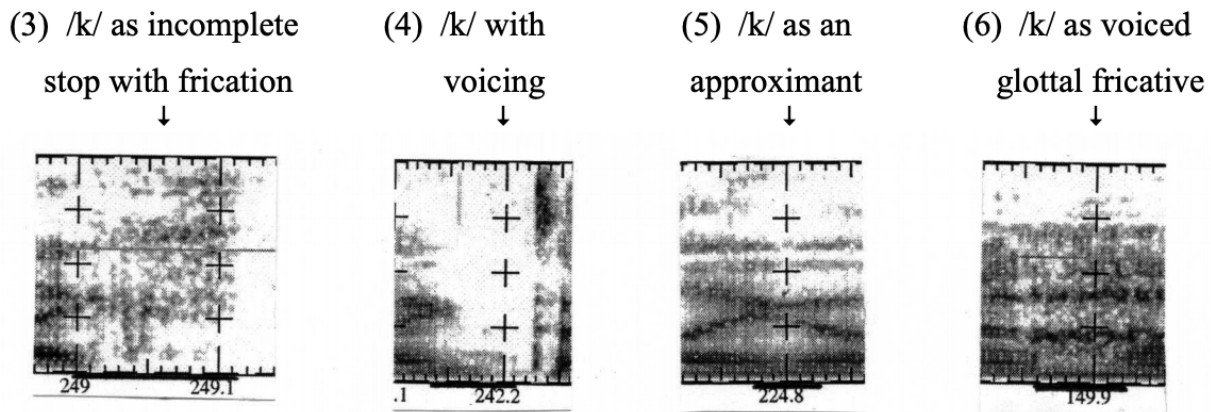 (3) /k/ as incomplete stop with frication
(4) /k/ with voicing
(5) /k/ as an approximant
(6) /k/ as voiced glottal fricative
249 249.1
.1 242.2
224.8
149.9